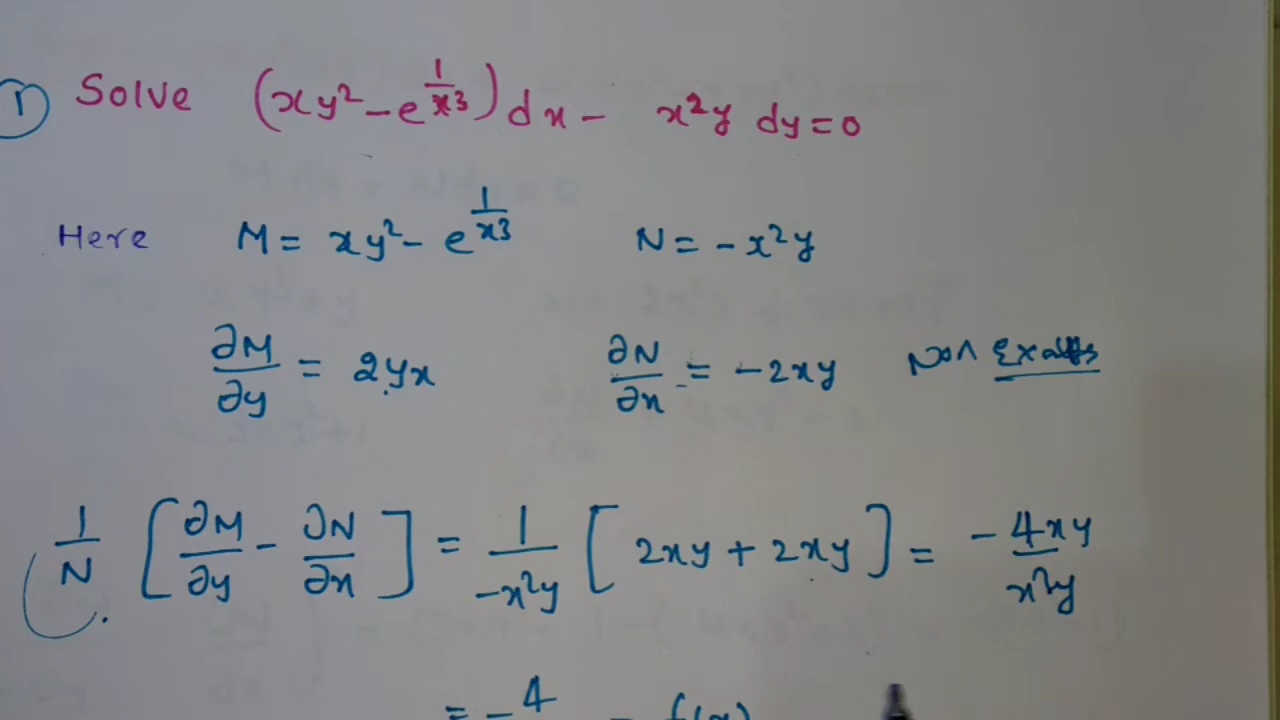 1 Solve (xy² - e^(1/x³)) dx - x²y dy = 0
Here M = xy² - e^(1/x³) N = -x²y
∂M/∂y = 2yx ∂N/∂x = -2xy Non
1/N [∂M/∂y - ∂N/∂x] = 1/(-x²y) [2xy + 2xy] = -4xy/x²y
= -4 = f(x)